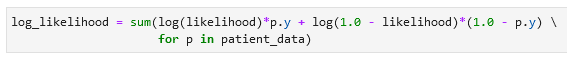 log_likelihood = sum(log(likelihood)*p.y + log(1.0 - likelihood)*(1.0 - p.y) \
for p in patient_data)